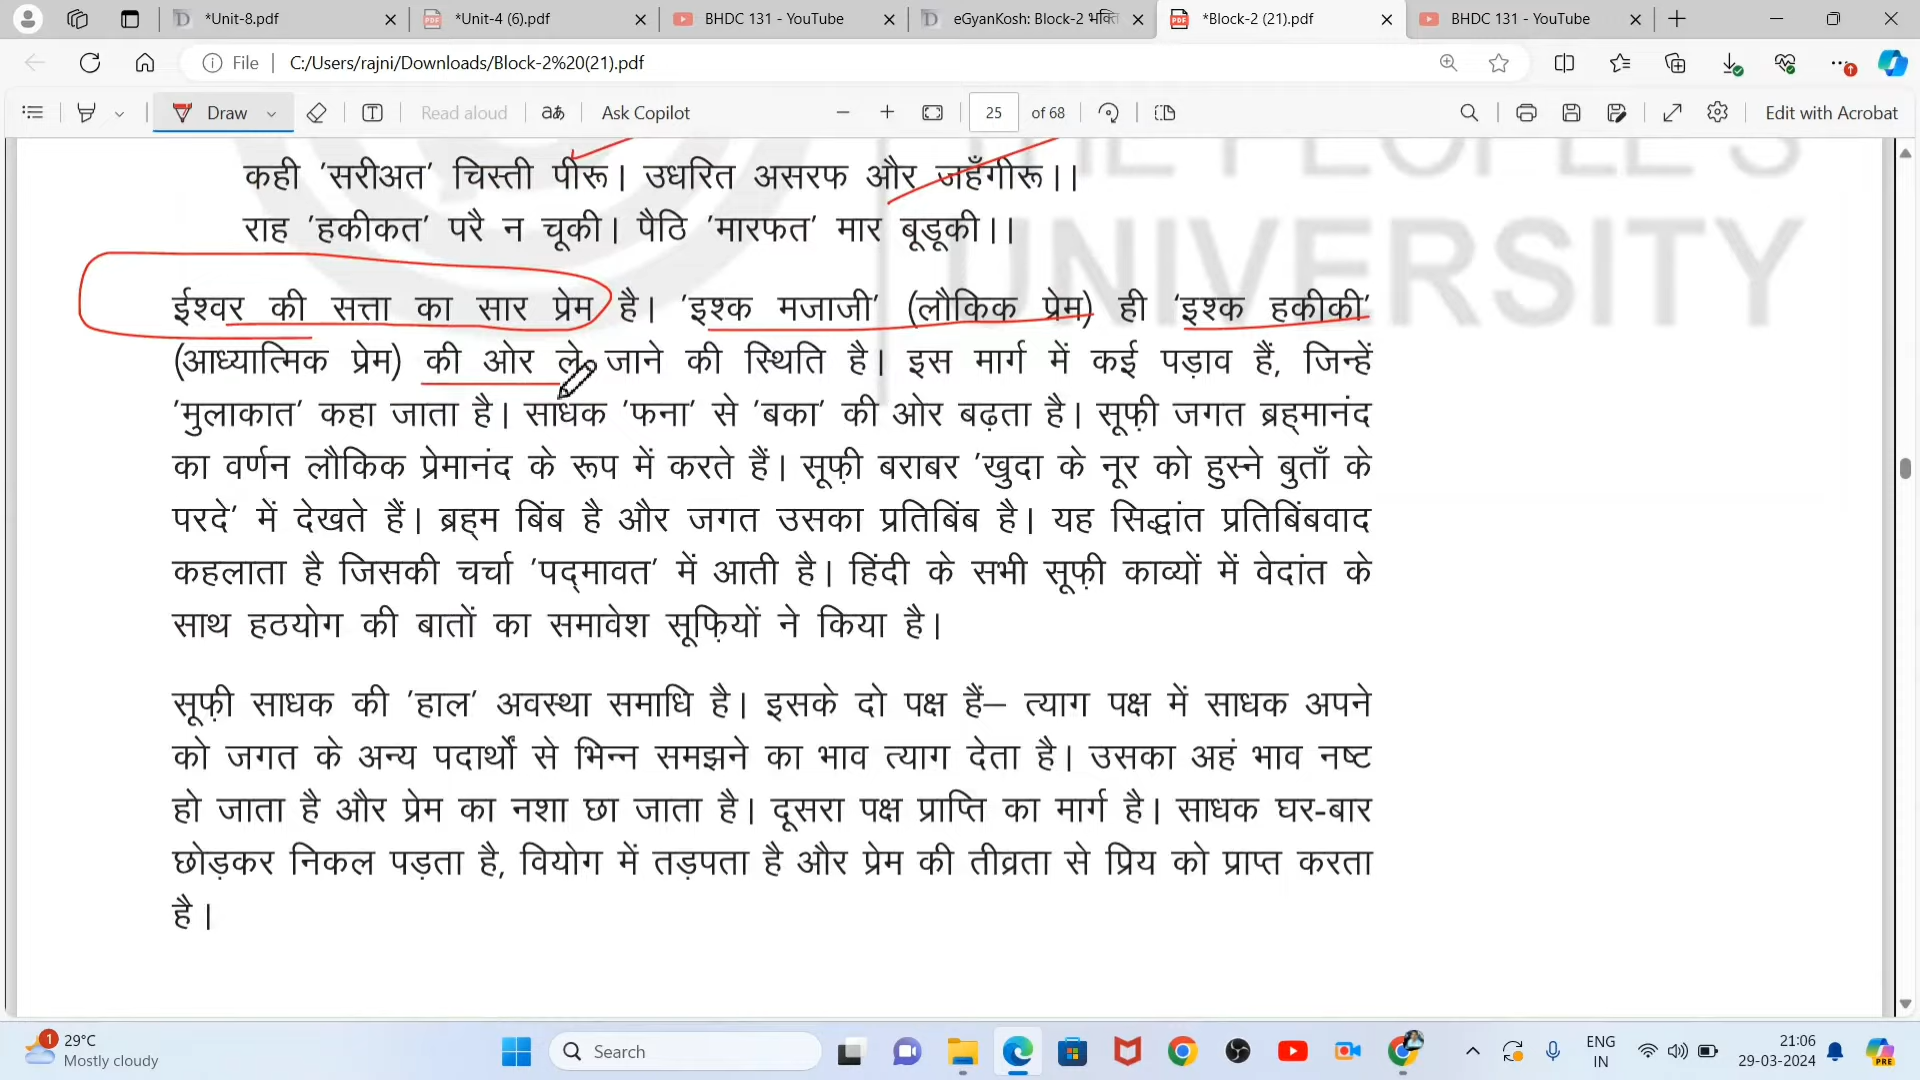 *Unit-8.pdf
*Unit-4 (6).pdf
BHDC 131 - YouTube
eGyanKosh: Block-2 भक्ति
*Block-2 (21).pdf
BHDC 131 - YouTube
File
C:/Users/rajni/Downloads/Block-2%20(21).pdf
Draw
Read aloud
aあ
Ask Copilot
25 of 68
Edit with Acrobat
THE PEOPLE'S
UNIVERSITY
कही 'सरीअत' चिस्ती पीरू। उधरित असरफ और जहँगीरू।।
राह 'हकीकत' परै न चूकी। पैठि 'मारफत' मार बूडूकी।।
ईश्वर की सत्ता का सार प्रेम है। 'इश्क मजाजी' (लौकिक प्रेम) ही 'इश्क हकीकी'
(आध्यात्मिक प्रेम) की ओर ले जाने की स्थिति है। इस मार्ग में कई पड़ाव हैं, जिन्हें
'मुलाकात' कहा जाता है। साधक 'फना' से 'बका' की ओर बढ़ता है। सूफ़ी जगत ब्रह्मानंद
का वर्णन लौकिक प्रेमानंद के रूप में करते हैं। सूफ़ी बराबर 'खुदा के नूर को हुस्ने बुताँ के
परदे' में देखते हैं। ब्रह्म बिंब है और जगत उसका प्रतिबिंब है। यह सिद्धांत प्रतिबिंबवाद
कहलाता है जिसकी चर्चा 'पद्मावत' में आती है। हिंदी के सभी सूफ़ी काव्यों में वेदांत के
साथ हठयोग की बातों का समावेश सूफ़ियों ने किया है।
सूफ़ी साधक की 'हाल' अवस्था समाधि है। इसके दो पक्ष हैं– त्याग पक्ष में साधक अपने
को जगत के अन्य पदार्थों से भिन्न समझने का भाव त्याग देता है। उसका अहं भाव नष्ट
हो जाता है और प्रेम का नशा छा जाता है। दूसरा पक्ष प्राप्ति का मार्ग है। साधक घर-बार
छोड़कर निकल पड़ता है, वियोग में तड़पता है और प्रेम की तीव्रता से प्रिय को प्राप्त करता
है।
1
29°C
Mostly cloudy
Search
ENG
IN
21:06
29-03-2024
PRE